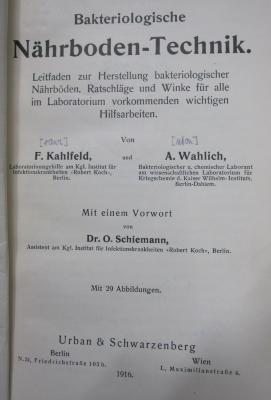 Bakteriologische
Nährboden-Technik.
Leitfaden zur Herstellung bakteriologischer
Nährböden, Ratschläge und Winke für alle
im Laboratorium vorkommenden wichtigen
Hilfsarbeiten.
Von
F. Kahlfeld,
Laboratoriumsgehilfe am Kgl. Institut für
Infektionskrankheiten »Robert Koch«,
Berlin.
und
A. Wahlich,
Bakteriologischer u. chemischer Laborant
am wissenschaftlichen Laboratorium für
Kriegschemie d. Kaiser Wilhelm-Instituts,
Berlin-Dahlem.
Mit einem Vorwort
von
Dr. O. Schiemann,
Assistent am Kgl. Institut für Infektionskrankheiten »Robert Koch«, Berlin.
Mit 29 Abbildungen.
Urban & Schwarzenberg
Berlin
N. 24, Friedrichstraße 105 b.
Wien
I., Maximilianstraße 4.
1916.